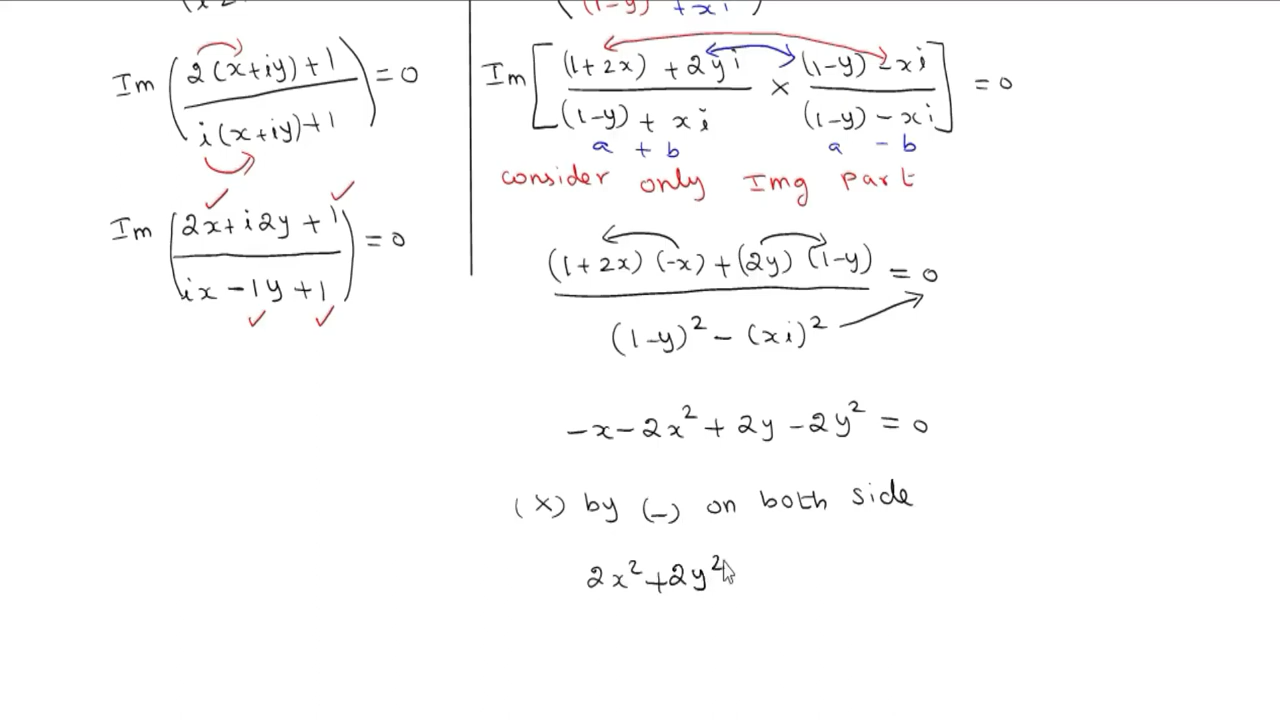 Im (2(x+iy)+1 / i(x+iy)+1) = 0
Im (2x+i2y+1 / ix-1y+1) = 0
Im [(1+2x) + 2yi / (1-y) + xi × (1-y) - xi / (1-y) - xi] = 0
a + b a - b
consider only Img part
(1+2x) (-x) + (2y) (1-y) / (1-y)² - (xi)² = 0
-x - 2x² + 2y - 2y² = 0
(X) by (-) on both side
2x² + 2y²